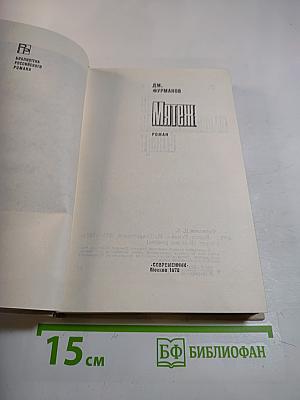 БИБЛИОТЕКА
РОССИЙСКОГО
РОМАНА
ДМ.
ФУРМАНОВ
Мятеж
РОМАН
«СОВРЕМЕННИК»
Москва 1978
15 см
БФ БИБЛИОФАН